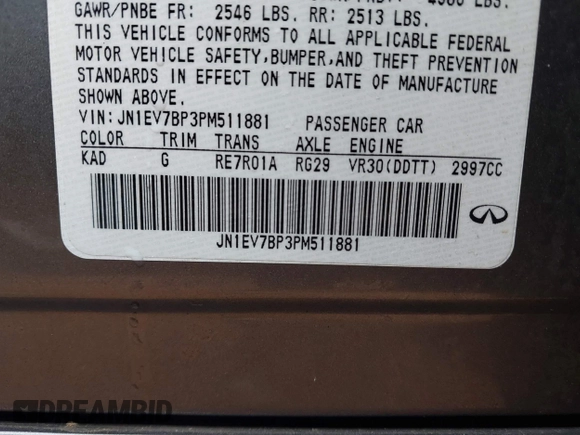 GAWR/PNBE FR: 2546 LBS. RR: 2513 LBS.
THIS VEHICLE CONFORMS TO ALL APPLICABLE FEDERAL
MOTOR VEHICLE SAFETY, BUMPER, AND THEFT PREVENTION
STANDARDS IN EFFECT ON THE DATE OF MANUFACTURE
SHOWN ABOVE.
VIN: JN1EV7BP3PM511881 PASSENGER CAR
COLOR TRIM TRANS AXLE ENGINE
KAD G RE7R01A RG29 VR30(DDTT) 2997CC
JN1EV7BP3PM511881
INFINITI
DREAMBID